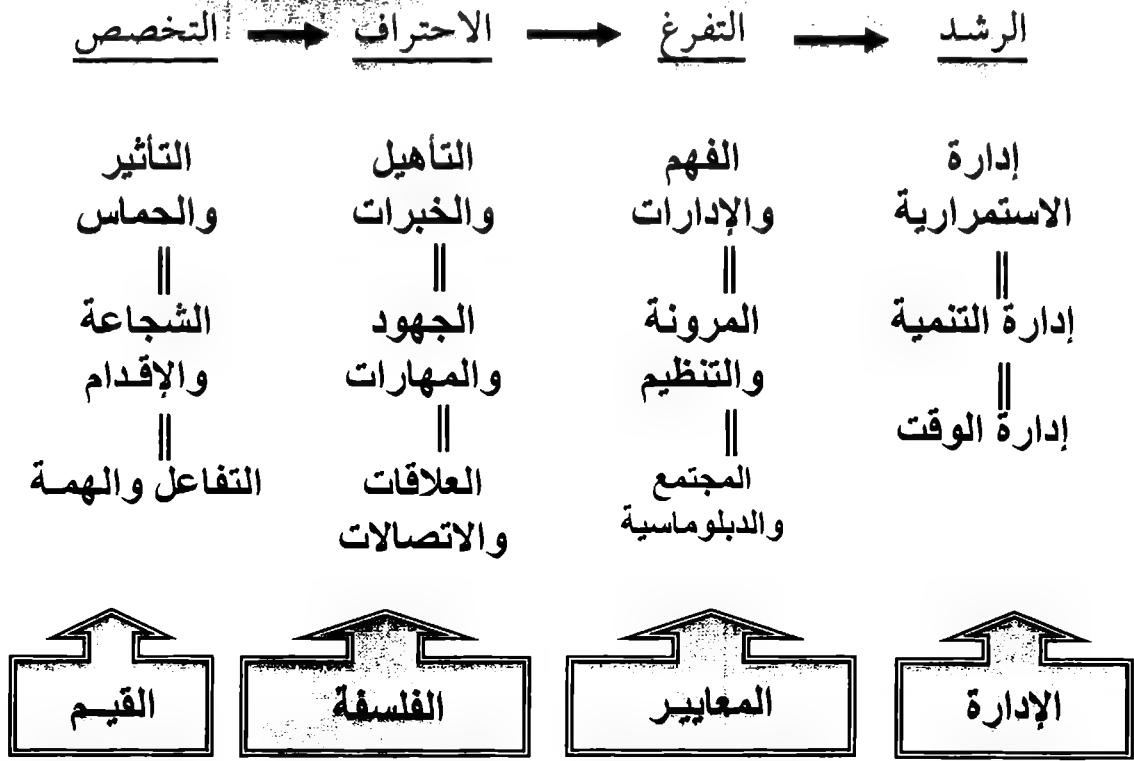 الرشد
التفرغ
الاحتراف
التخصص
إدارة
الاستمرارية
إدارة التنمية
إدارة الوقت
الفهم
والإدارات
المرونة
والتنظيم
المجتمع
والدبلوماسية
التأهيل
والخبرات
الجهود
والمهارات
العلاقات
والاتصالات
التأثير
والحماس
الشجاعة
والإقدام
التفاعل والهمة
الإدارة
المعايير
الفلسفة
القيم